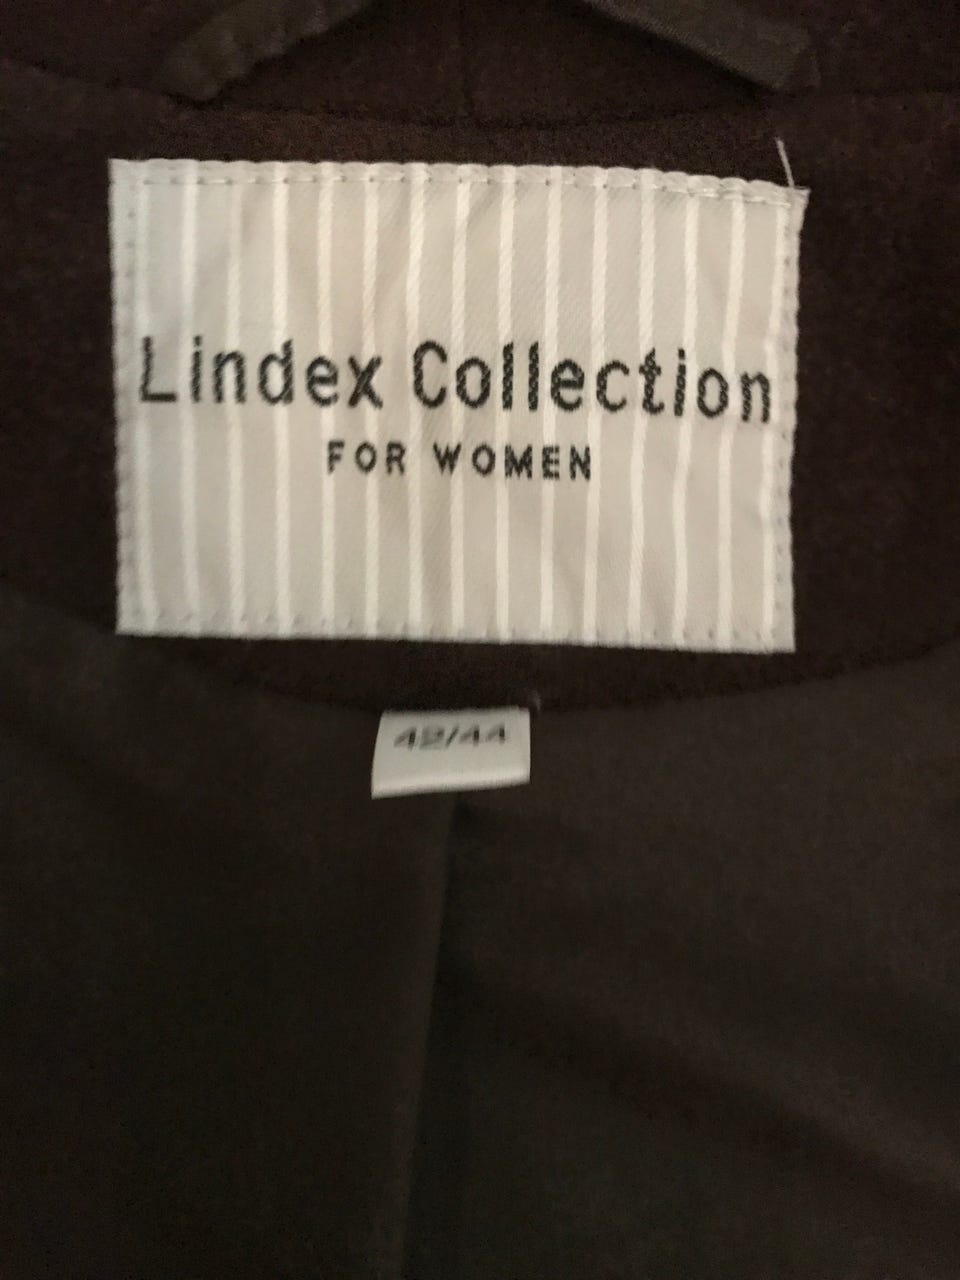 Lindex Collection
FOR WOMEN
42/44